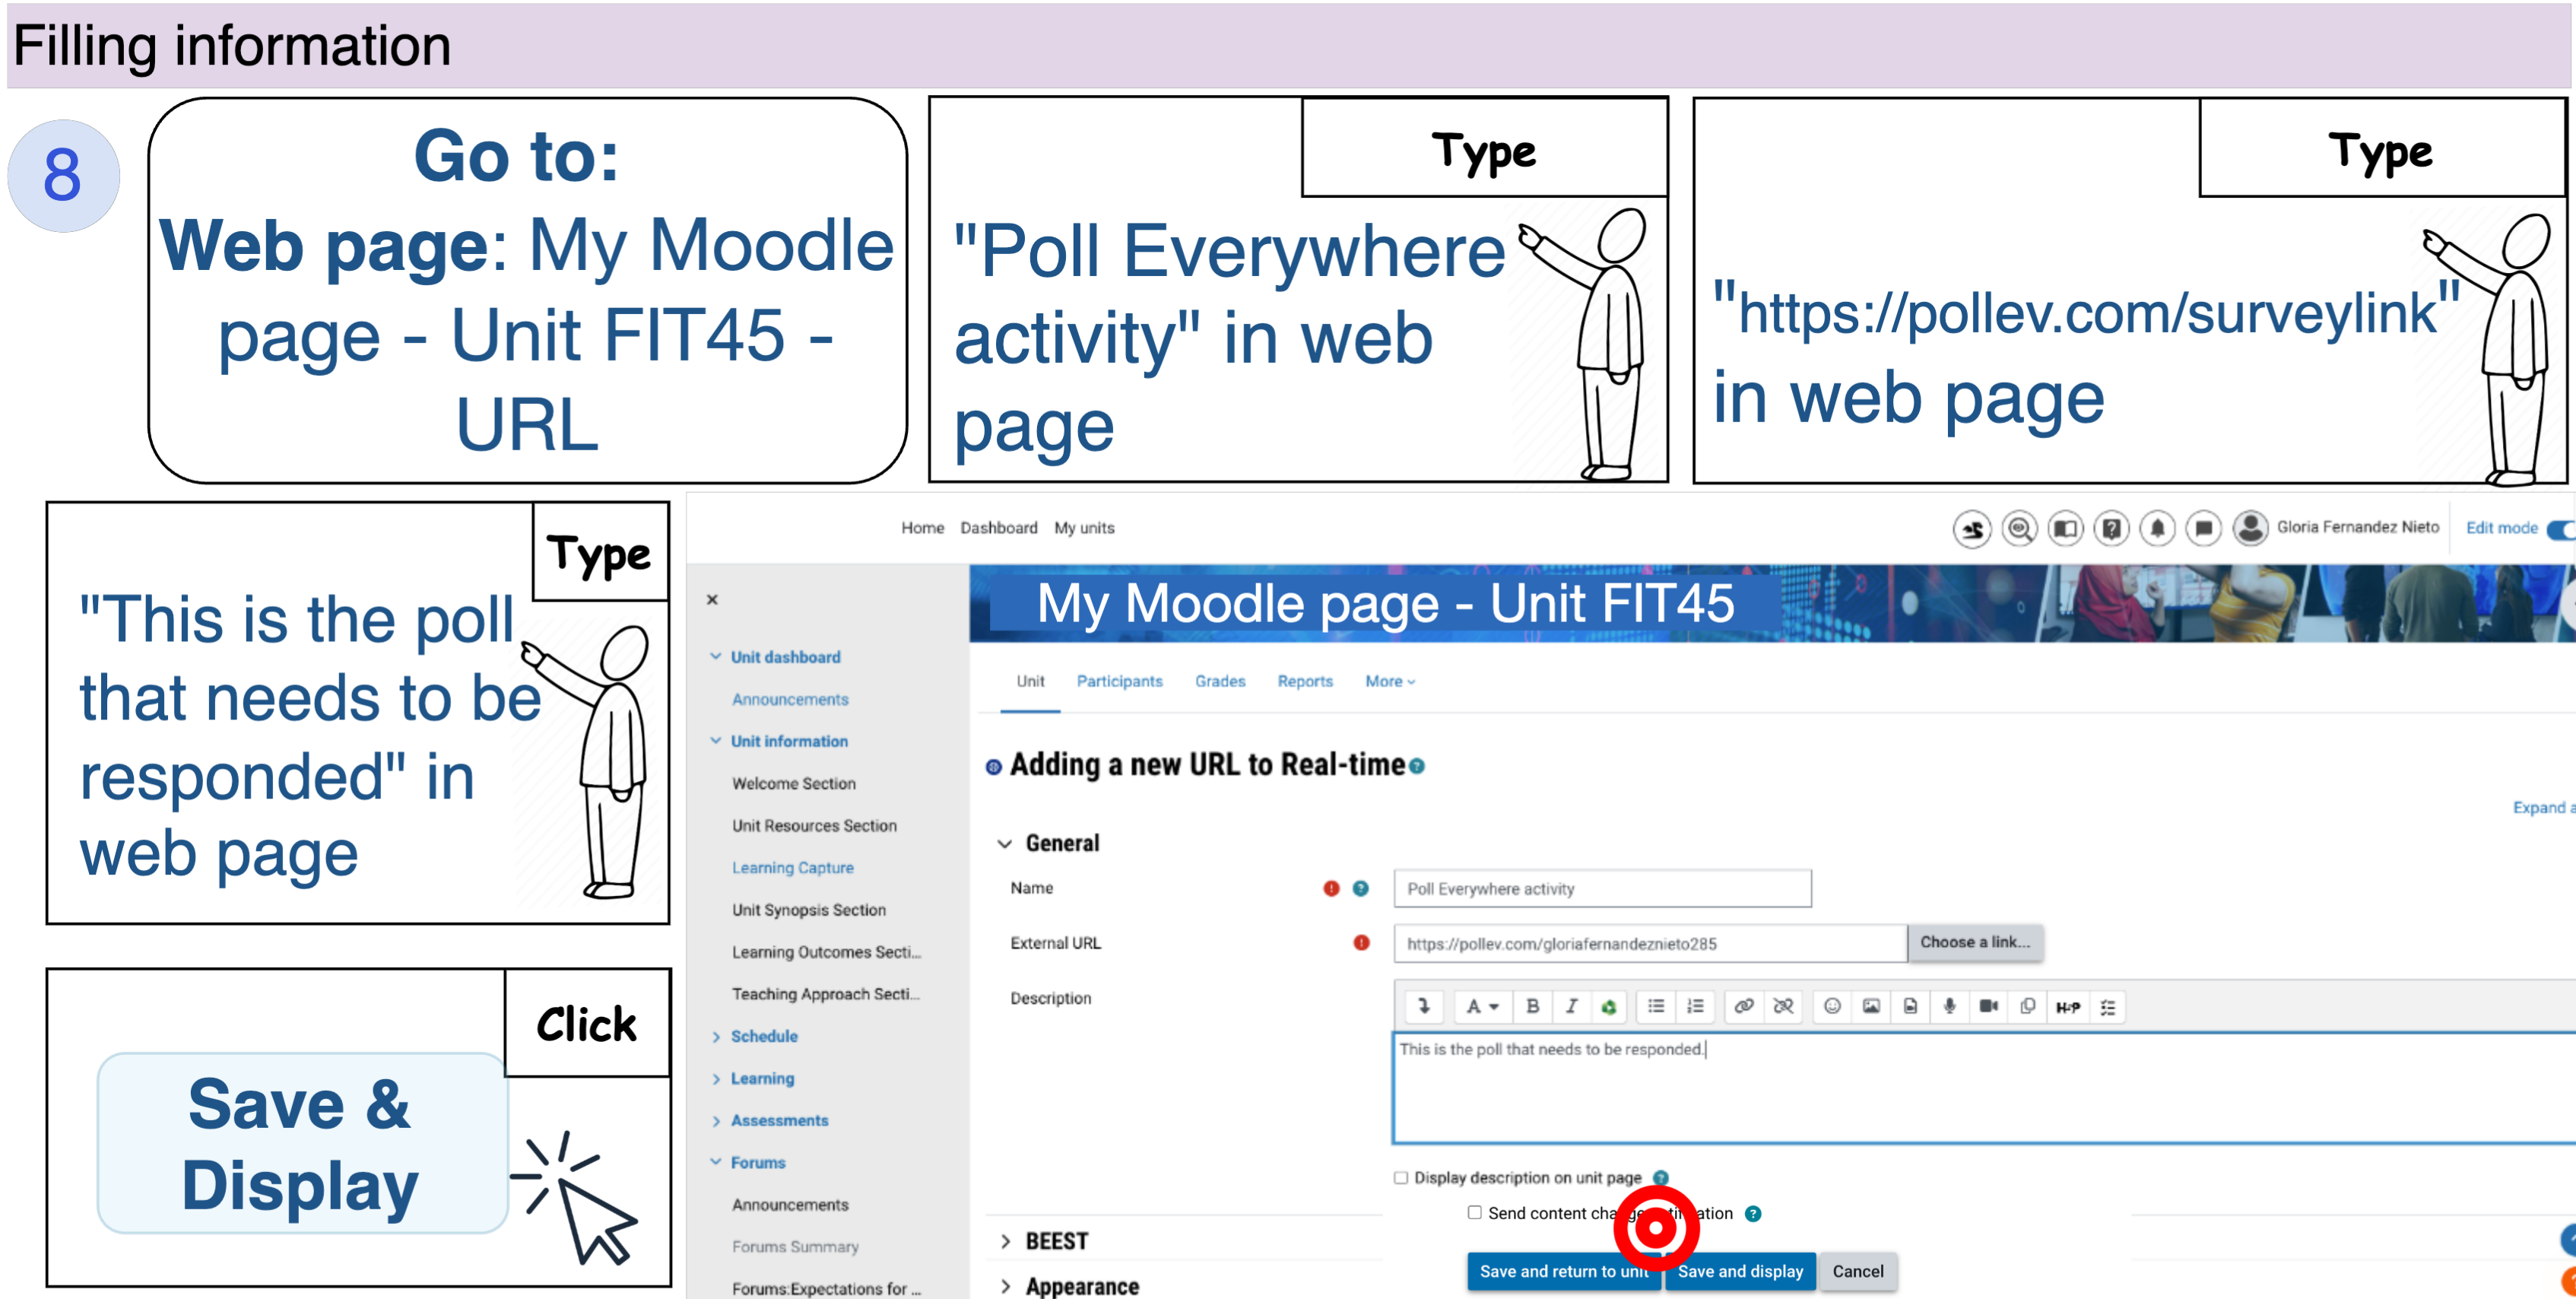 Filling information
8
Go to:
Web page: My Moodle
page - Unit FIT45 -
URL
Type
"Poll Everywhere
activity" in web
page
Type
"https://pollev.com/surveylink"
in web page
Type
"This is the poll
that needs to be
responded" in
web page
Click
Save &
Display
Home Dashboard My units
Gloria Fernandez Nieto Edit mode
My Moodle page - Unit FIT45
Unit dashboard
Announcements
Unit information
Welcome Section
Unit Resources Section
Learning Capture
Unit Synopsis Section
Learning Outcomes Secti...
Teaching Approach Secti...
Schedule
Learning
Assessments
Forums
Announcements
Forums Summary
Forums:Expectations for ...
Unit Participants Grades Reports More
Adding a new URL to Real-time
Expand a
General
Name
Poll Everywhere activity
External URL
https://pollev.com/gloriafernandeznieto285
Choose a link...
Description
A B I H-P
This is the poll that needs to be responded.
Display description on unit page
Send content change
BEEST
Appearance
Save and return to unit Save and display Cancel